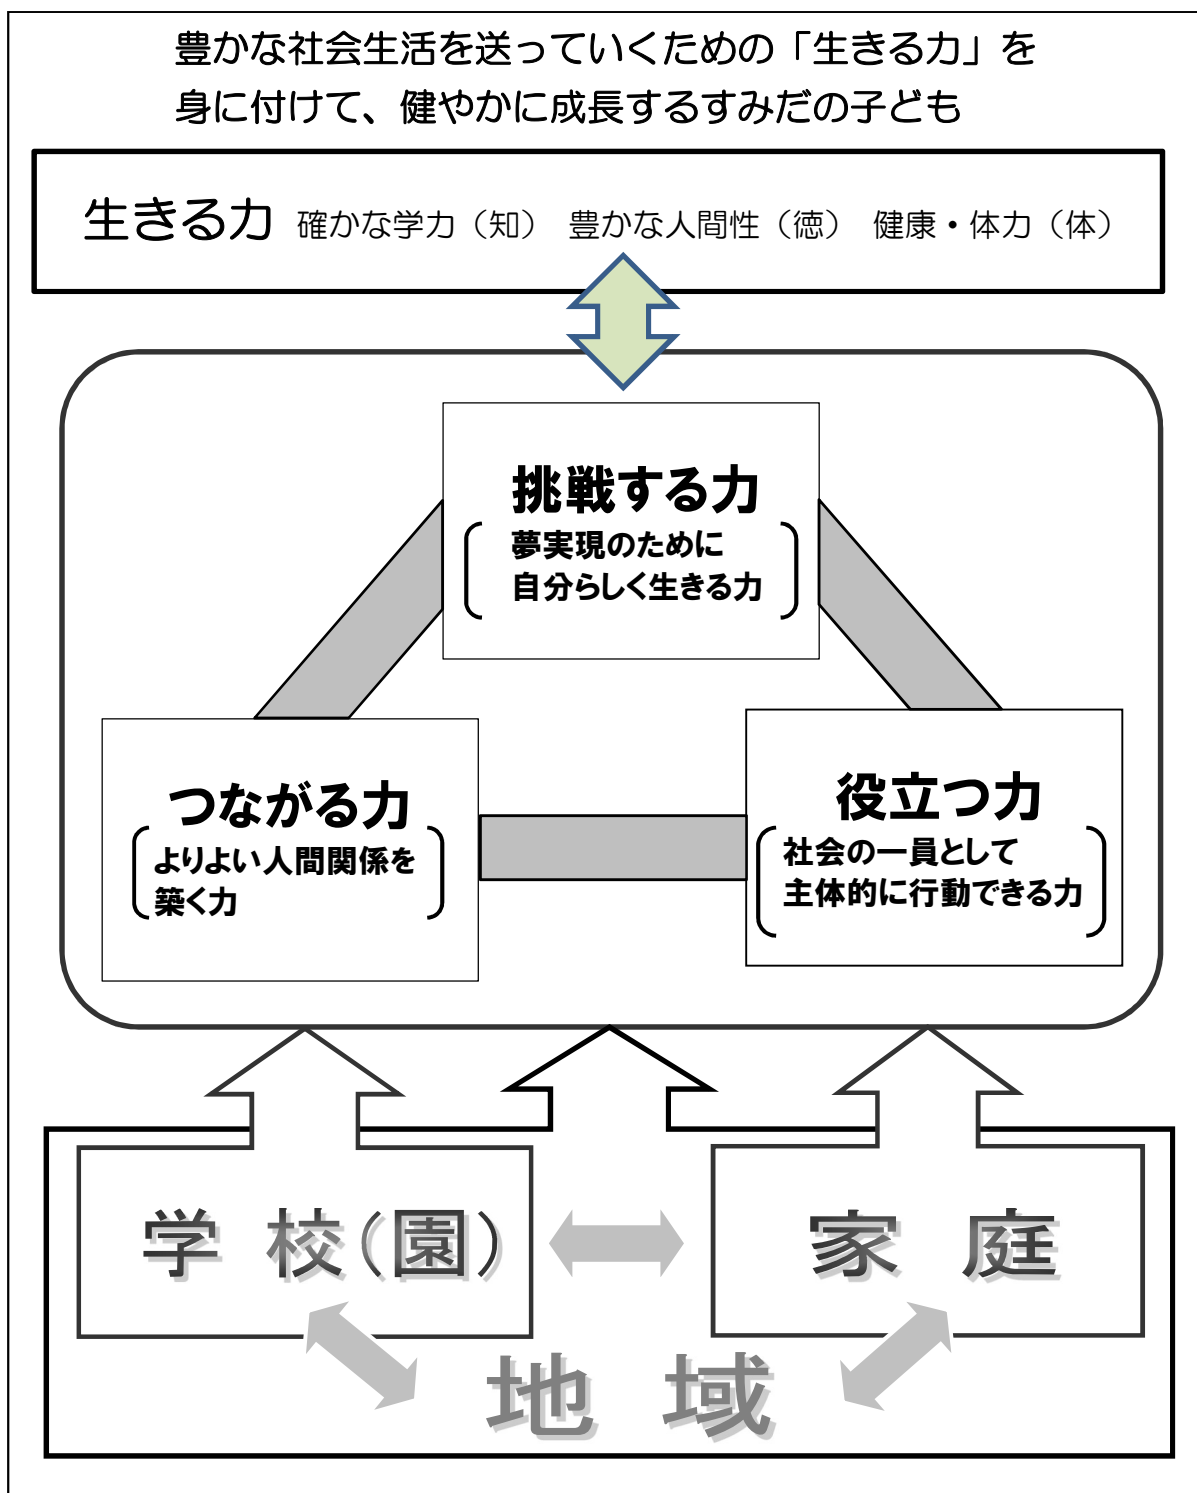 豊かな社会生活を送っていくための「生きる力」を
身に付けて、健やかに成長するすみだの子ども
生きる力 確かな学力（知） 豊かな人間性（徳） 健康・体力（体）
挑戦する力
夢実現のために
自分らしく生きる力
つながる力
よりよい人間関係を
築く力
役立つ力
社会の一員として
主体的に行動できる力
学 校（園）
家 庭
地 域